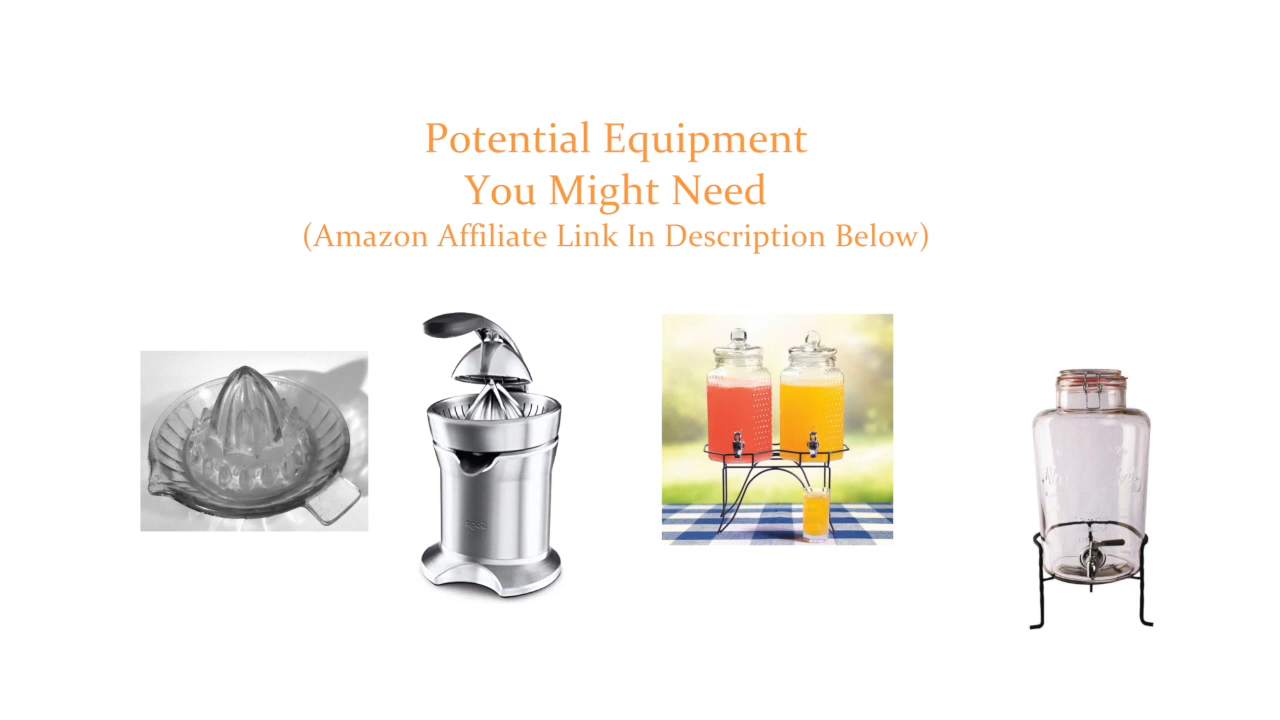 Potential Equipment
You Might Need
(Amazon Affiliate Link In Description Below)